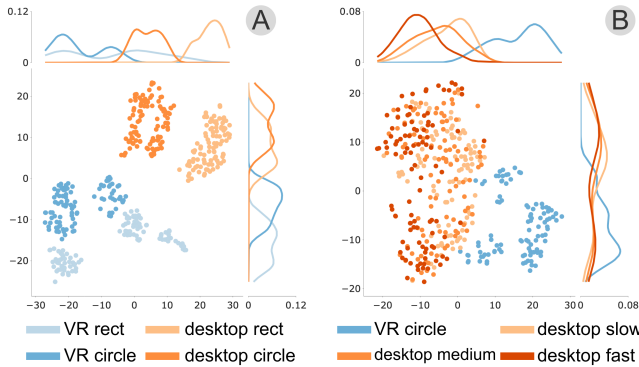 0.12
0
A
20
10
0
−10
−20
−30 −20 −10 0 10 20 30
0 0.12
VR rect
desktop rect
VR circle
desktop circle
0.08
0
B
20
10
0
−10
−20
−20 −10 0 10 20 30
0 0.08
VR circle
desktop slow
desktop medium
desktop fast